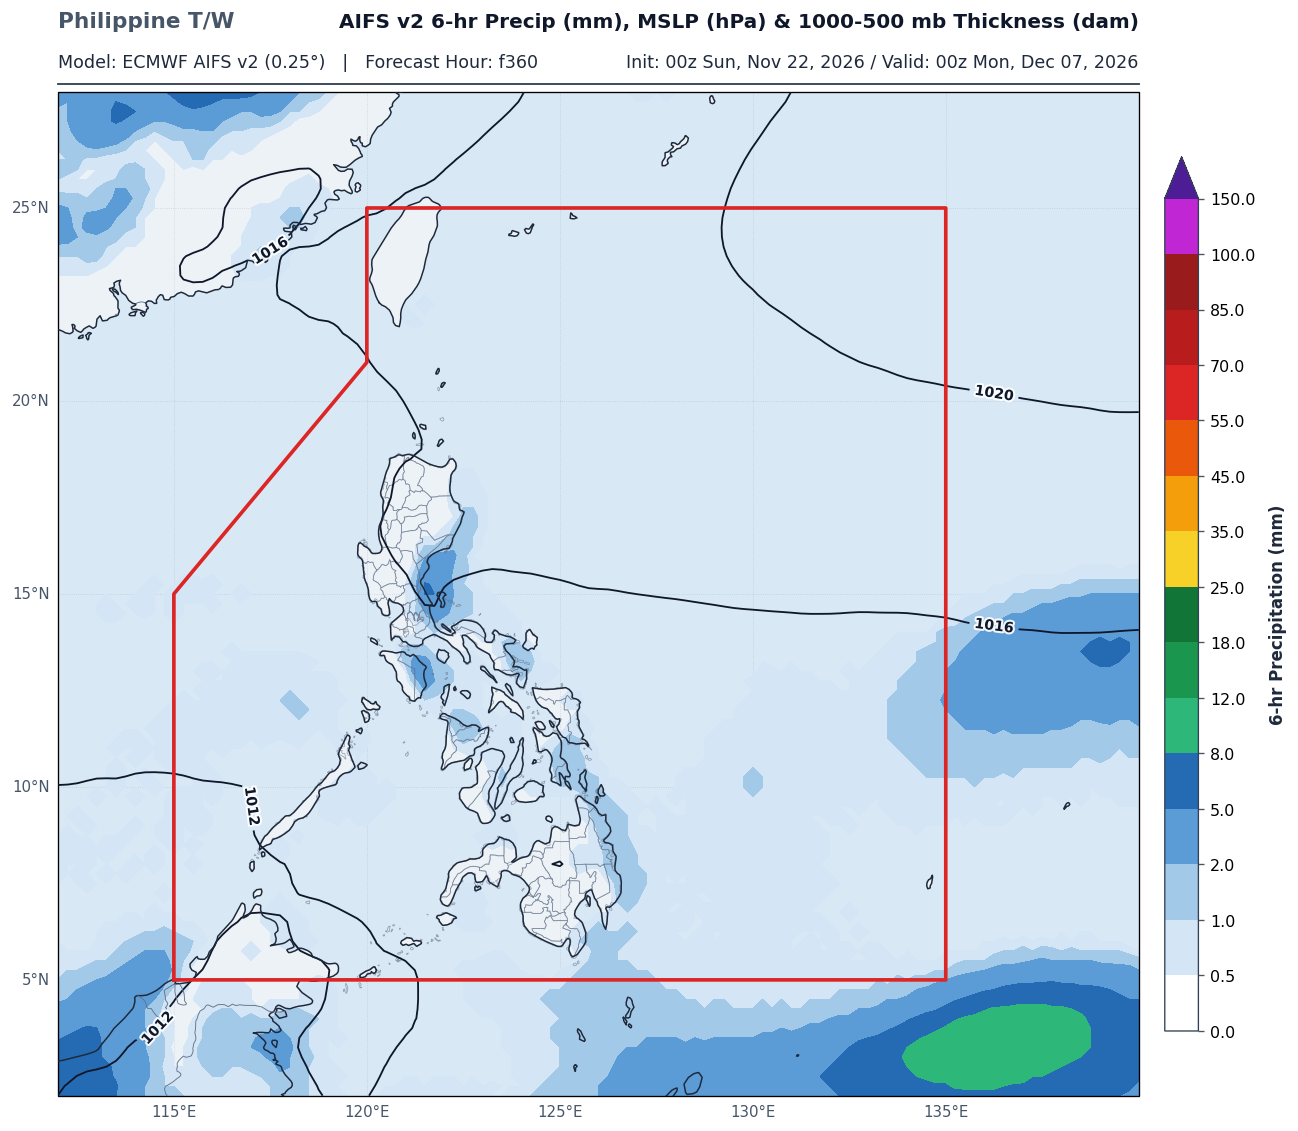 Philippine T/W
AIFS v2 6-hr Precip (mm), MSLP (hPa) & 1000-500 mb Thickness (dam)
Model: ECMWF AIFS v2 (0.25°) | Forecast Hour: f360
Init: 00z Sun, Nov 22, 2026 / Valid: 00z Mon, Dec 07, 2026
25°N
20°N
15°N
10°N
5°N
1016
1020
1016
1012
1012
115°E
120°E
125°E
130°E
135°E
150.0
100.0
85.0
70.0
55.0
45.0
35.0
25.0
18.0
12.0
8.0
5.0
2.0
1.0
0.5
0.0
6-hr Precipitation (mm)